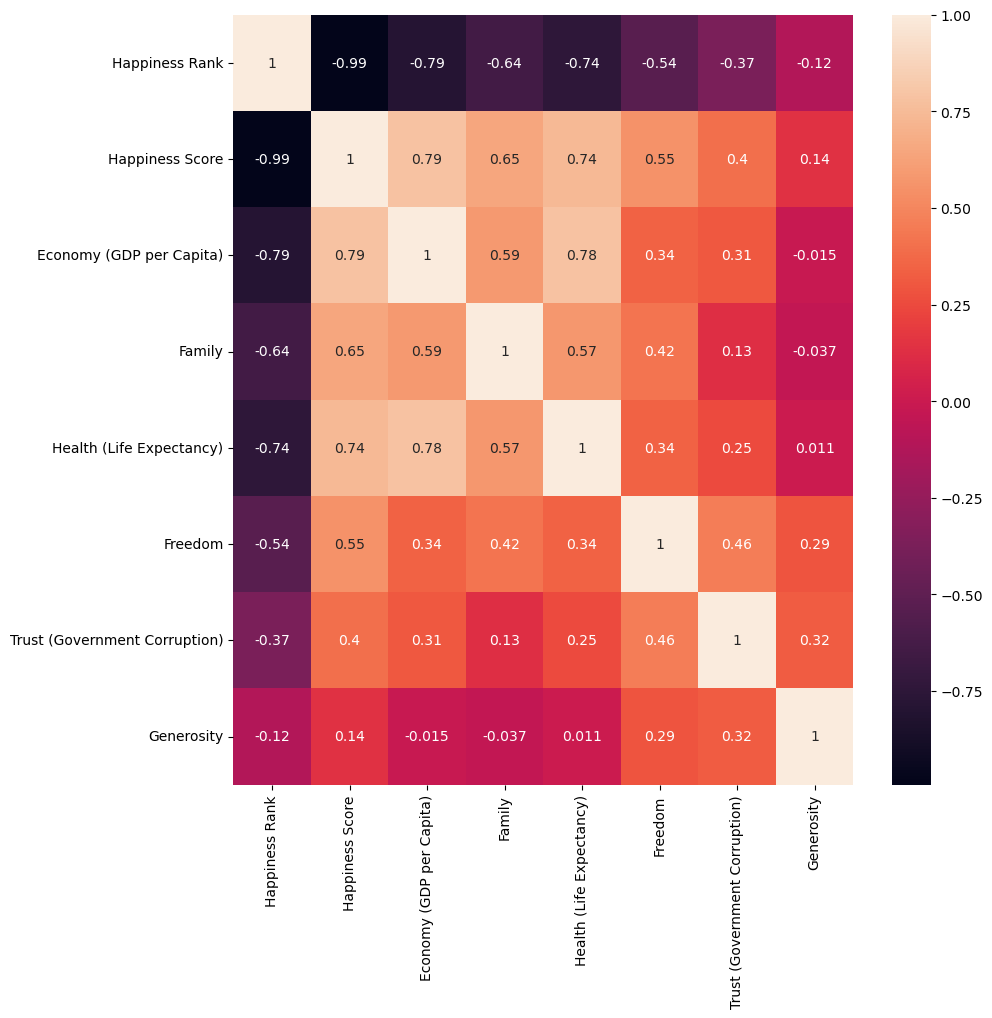 Happiness Rank 1 -0.99 -0.79 -0.64 -0.74 -0.54 -0.37 -0.12
Happiness Score -0.99 1 0.79 0.65 0.74 0.55 0.4 0.14
Economy (GDP per Capita) -0.79 0.79 1 0.59 0.78 0.34 0.31 -0.015
Family -0.64 0.65 0.59 1 0.57 0.42 0.13 -0.037
Health (Life Expectancy) -0.74 0.74 0.78 0.57 1 0.34 0.25 0.011
Freedom -0.54 0.55 0.34 0.42 0.34 1 0.46 0.29
Trust (Government Corruption) -0.37 0.4 0.31 0.13 0.25 0.46 1 0.32
Generosity -0.12 0.14 -0.015 -0.037 0.011 0.29 0.32 1
Happiness Rank
Happiness Score
Economy (GDP per Capita)
Family
Health (Life Expectancy)
Freedom
Trust (Government Corruption)
Generosity
1.00
0.75
0.50
0.25
0.00
−0.25
−0.50
−0.75